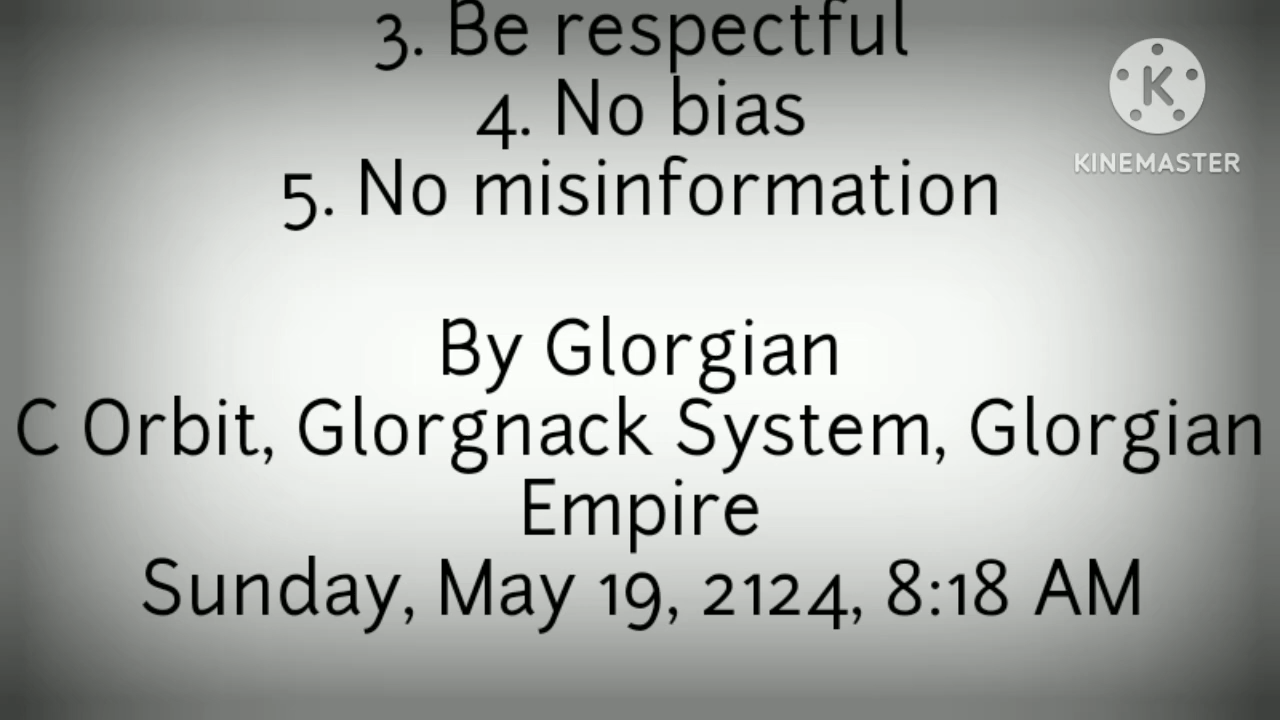 3. Be respectful
4. No bias
5. No misinformation
By Glorgian
C Orbit, Glorgnack System, Glorgian
Empire
Sunday, May 19, 2124, 8:18 AM
K
KINEMASTER